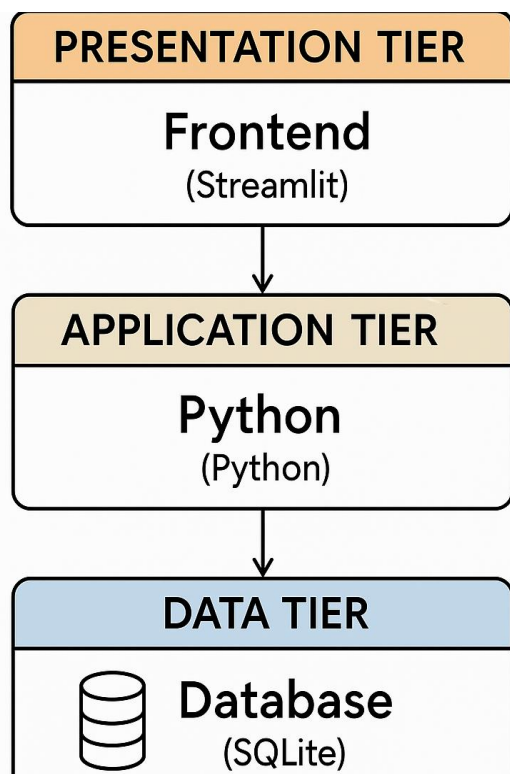 PRESENTATION TIER
Frontend
(Streamlit)
APPLICATION TIER
Python
(Python)
DATA TIER
Database
(SQLite)